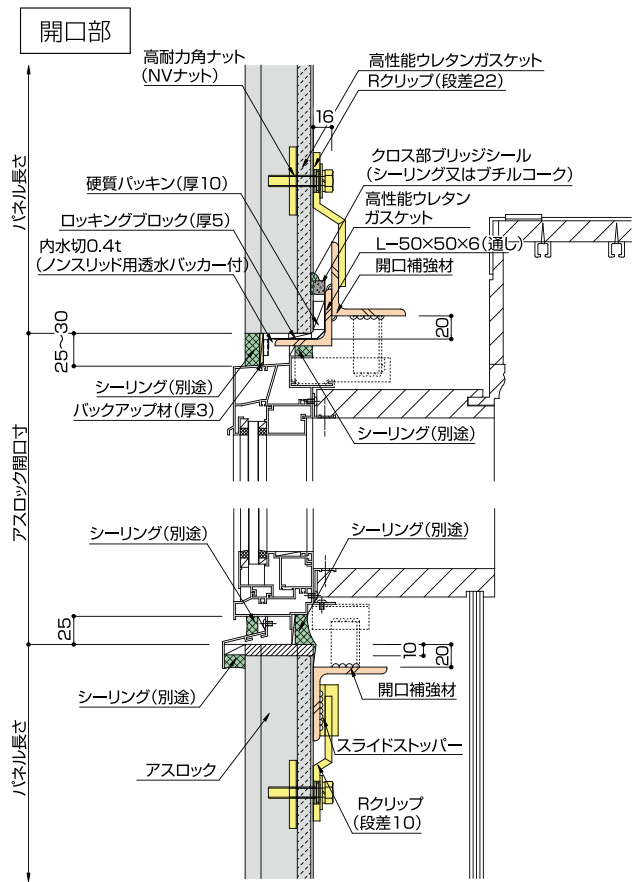 開口部
高耐力角ナット
(NVナット)
高性能ウレタンガスケット
Rクリップ(段差22)
16
パネル長さ
硬質パッキン(厚10)
クロス部ブリッジシール
(シーリング又はブチルコーク)
ロッキングブロック(厚5)
高性能ウレタン
ガスケット
内水切0.4t
(ノンスリッド用透水バッカー付)
L−50×50×6(通し)
開口補強材
20
25〜30
シーリング(別途)
バックアップ材(厚3)
シーリング(別途)
アスロック開口寸
シーリング(別途)
シーリング(別途)
25
10
20
シーリング(別途)
開口補強材
パネル長さ
アスロック
スライドストッパー
Rクリップ
(段差10)